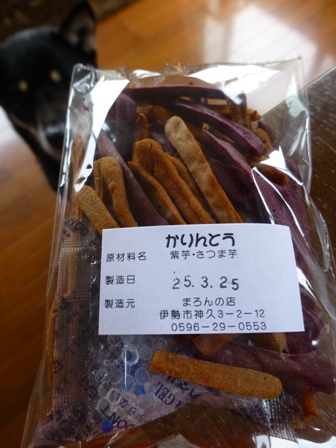 かりんとう
原材料名 紫芋・さつま芋
製造日 25.3.25
製造元 まろんの店
伊勢市神久3-2-12
0596-29-0553